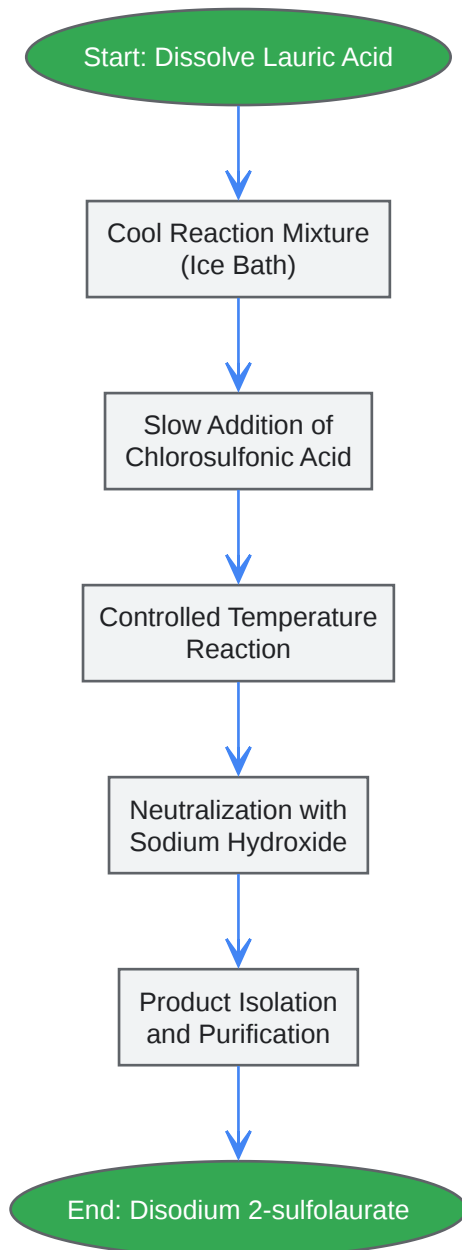 Start: Dissolve Lauric Acid
Cool Reaction Mixture
(Ice Bath)
Slow Addition of
Chlorosulfonic Acid
Controlled Temperature
Reaction
Neutralization with
Sodium Hydroxide
Product Isolation
and Purification
End: Disodium 2-sulfolaurate